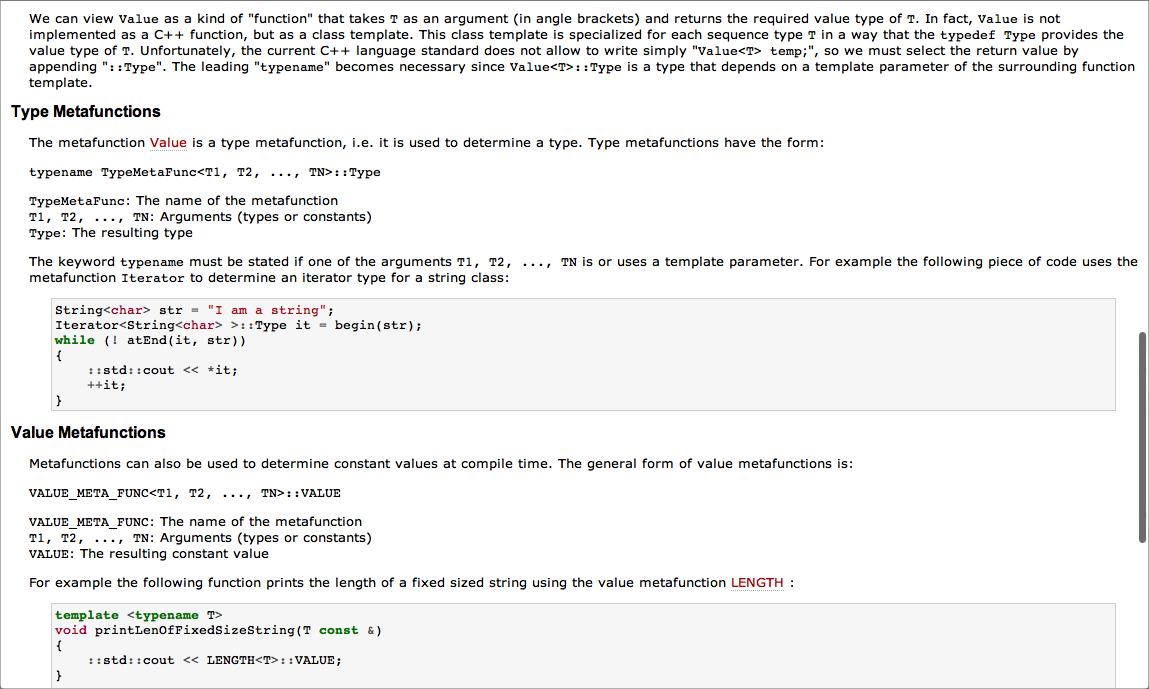 We can view Value as a kind of "function" that takes T as an argument (in angle brackets) and returns the required value type of T. In fact, Value is not
implemented as a C++ function, but as a class template. This class template is specialized for each sequence type T in a way that the typedef Type provides the
value type of T. Unfortunately, the current C++ language standard does not allow to write simply "Value<T> temp;", so we must select the return value by
appending "::Type". The leading "typename" becomes necessary since Value<T>::Type is a type that depends on a template parameter of the surrounding function
template.
Type Metafunctions
The metafunction Value is a type metafunction, i.e. it is used to determine a type. Type metafunctions have the form:
typename TypeMetaFunc<T1, T2, ..., TN>::Type
TypeMetaFunc: The name of the metafunction
T1, T2, ..., TN: Arguments (types or constants)
Type: The resulting type
The keyword typename must be stated if one of the arguments T1, T2, ..., TN is or uses a template parameter. For example the following piece of code uses the
metafunction Iterator to determine an iterator type for a string class:
String<char> str = "I am a string";
Iterator<String<char> >::Type it = begin(str);
while (! atEnd(it, str))
{
    ::std::cout << *it;
    ++it;
}
Value Metafunctions
Metafunctions can also be used to determine constant values at compile time. The general form of value metafunctions is:
VALUE_META_FUNC<T1, T2, ..., TN>::VALUE
VALUE_META_FUNC: The name of the metafunction
T1, T2, ..., TN: Arguments (types or constants)
VALUE: The resulting constant value
For example the following function prints the length of a fixed sized string using the value metafunction LENGTH :
template <typename T>
void printLenOfFixedSizeString(T const &)
{
    ::std::cout << LENGTH<T>::VALUE;
}